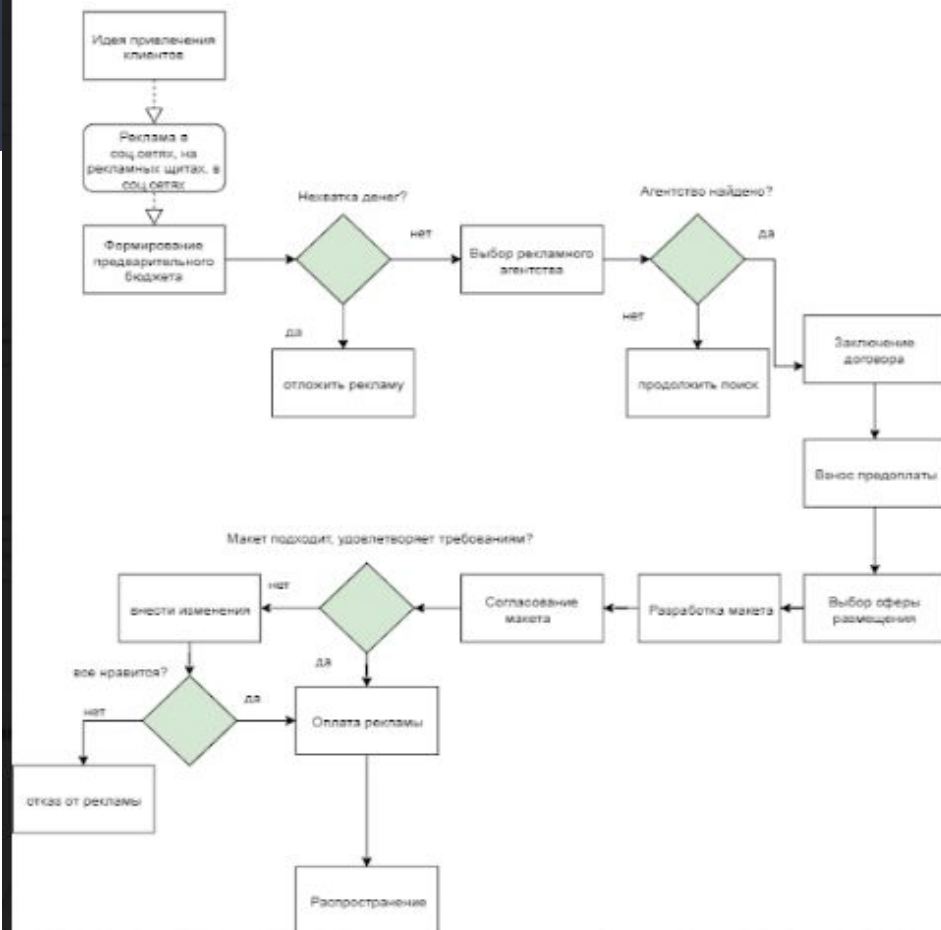 Идея привлечения
клиентов
Реклама в
соц.сетях, на
рекламных щитах, в
соц.сетях
Формирование
предварительного
бюджета
Нехватка денег?
нет
да
отложить рекламу
Выбор рекламного
агентства
Агентство найдено?
да
нет
продолжить поиск
Заключение
договора
Взнос предоплаты
Выбор сферы
размещения
Разработка макета
Согласование
макета
Макет подходит, удовлетворяет требованиям?
нет
да
внести изменения
все нравится?
да
нет
отказ от рекламы
Оплата рекламы
Распространение